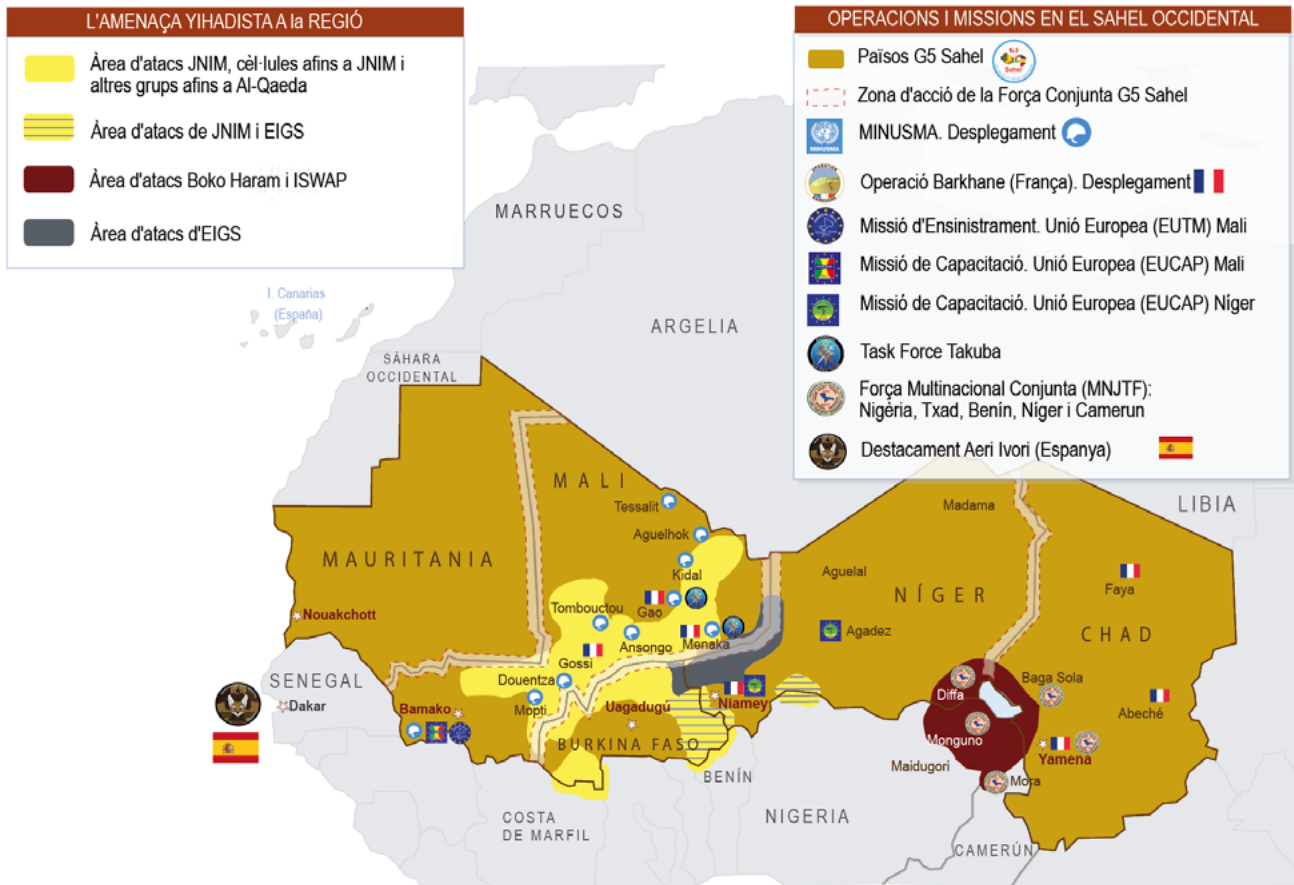 L'AMENAÇA YIHADISTA A la REGIÓ
Àrea d'atacs JNIM, cèl·lules afins a JNIM i
altres grups afins a Al-Qaeda
Àrea d'atacs de JNIM i EIGS
Àrea d'atacs Boko Haram i ISWAP
Àrea d'atacs d'EIGS
OPERACIONS I MISSIONS EN EL SAHEL OCCIDENTAL
Països G5 Sahel
Zona d'acció de la Força Conjunta G5 Sahel
MINUSMA. Desplegament
MINUSMA
Operació Barkhane (França). Desplegament
Missió d'Ensinistrament. Unió Europea (EUTM) Mali
Missió de Capacitació. Unió Europea (EUCAP) Mali
Missió de Capacitació. Unió Europea (EUCAP) Níger
Task Force Takuba
Força Multinacional Conjunta (MNJTF):
Nigèria, Txad, Benín, Níger i Camerun
Destacament Aeri Ivori (Espanya)
MARRUECOS
I. Canarias
(España)
ARGELIA
SÁHARA
OCCIDENTAL
LIBIA
MALI
Tessalit
Madama
Aguelhok
MAURITANIA
Kidal
Aguelal
Faya
NÍGER
Gao
Tombouctou
Nouakchott
Agadez
CHAD
Ansongo
Menaka
Gossi
SENEGAL
Douentza
Baga Sola
Diffa
Dakar
Bamako
Mopti
Uagadugú
Niamey
Abeché
Monguno
BURKINA FASO
Yamena
Maidugori
BENÍN
Mora
COSTA
DE MARFIL
NIGERIA
CAMERÚN